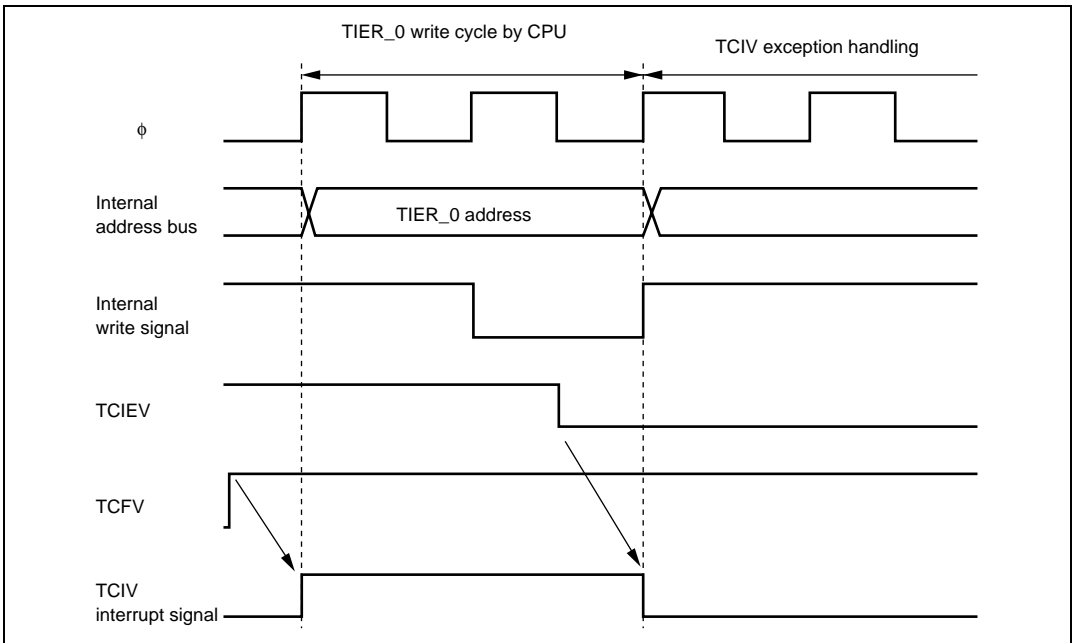 TIER_0 write cycle by CPU
TCIV exception handling
ϕ
Internal
address bus
TIER_0 address
Internal
write signal
TCIEV
TCFV
TCIV
interrupt signal